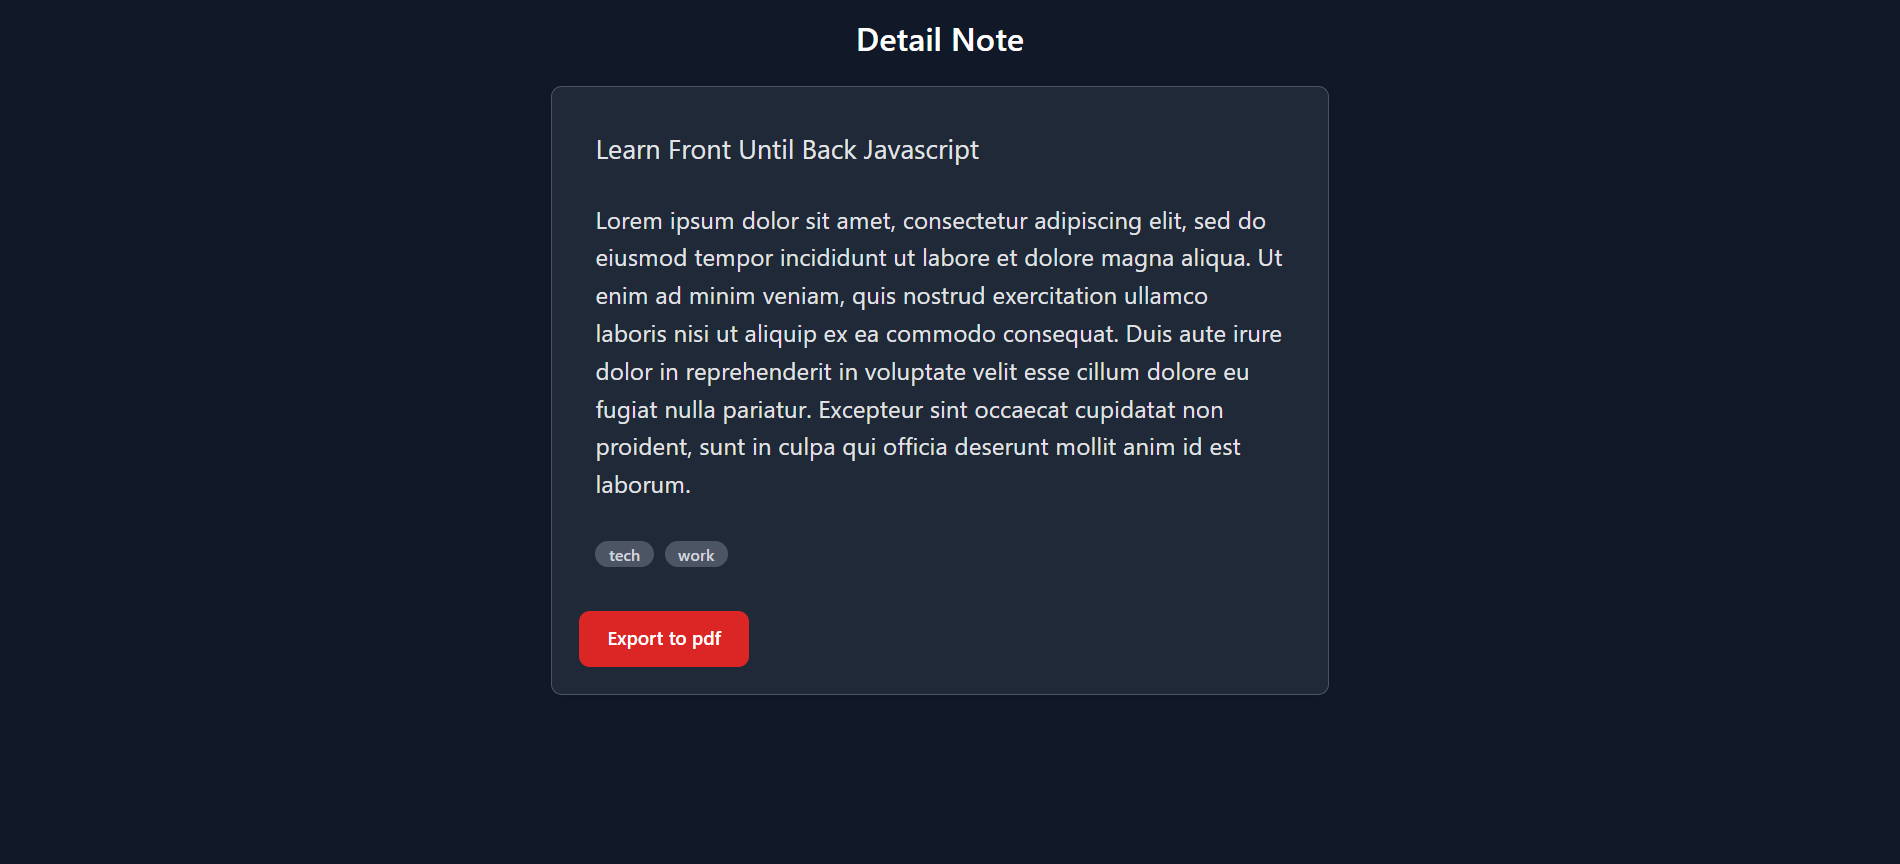 Detail Note
Learn Front Until Back Javascript
Lorem ipsum dolor sit amet, consectetur adipiscing elit, sed do
eiusmod tempor incididunt ut labore et dolore magna aliqua. Ut
enim ad minim veniam, quis nostrud exercitation ullamco
laboris nisi ut aliquip ex ea commodo consequat. Duis aute irure
dolor in reprehenderit in voluptate velit esse cillum dolore eu
fugiat nulla pariatur. Excepteur sint occaecat cupidatat non
proident, sunt in culpa qui officia deserunt mollit anim id est
laborum.
tech work
Export to pdf